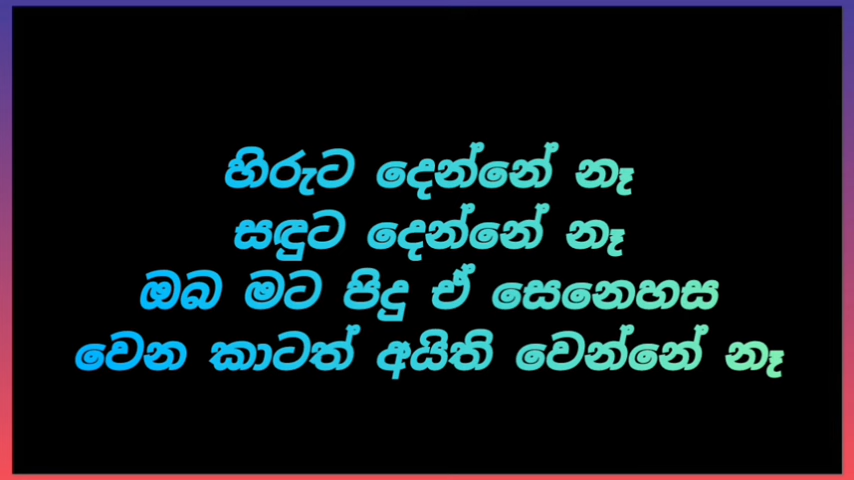 හිරුට දෙන්නේ නෑ
සඳුට දෙන්නේ නෑ
ඔබ මට පිදු ඒ සෙනෙහස
වෙන කාටත් අයිති වෙන්නේ නෑ